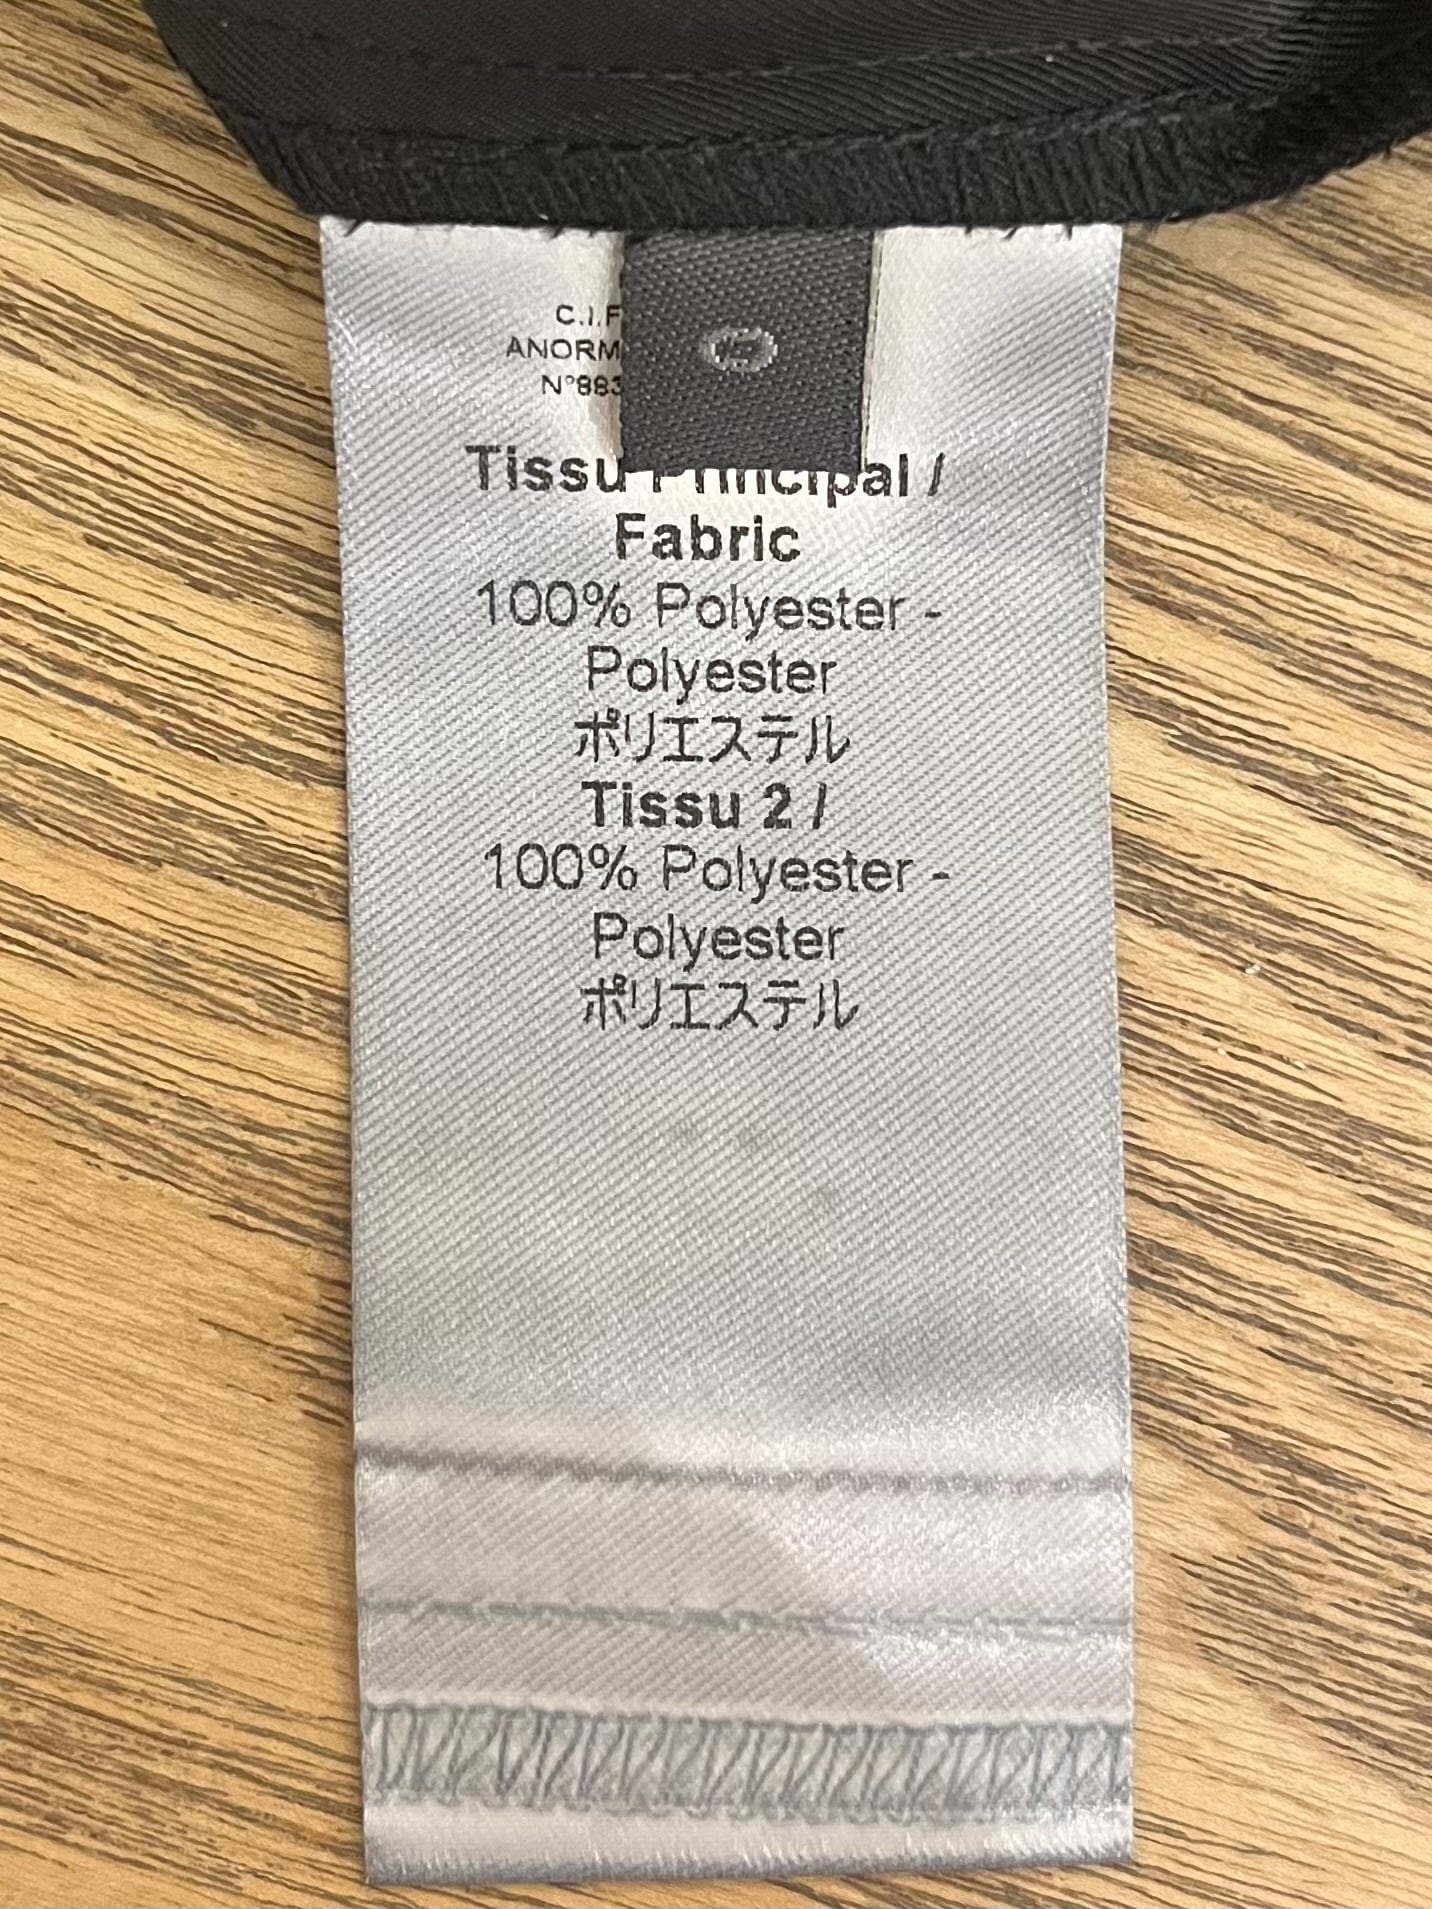 C.I.F
ANORM
N°883
Tissu Principal /
Fabric
100% Polyester -
Polyester
ポリエステル
Tissu 2 /
100% Polyester -
Polyester
ポリエステル